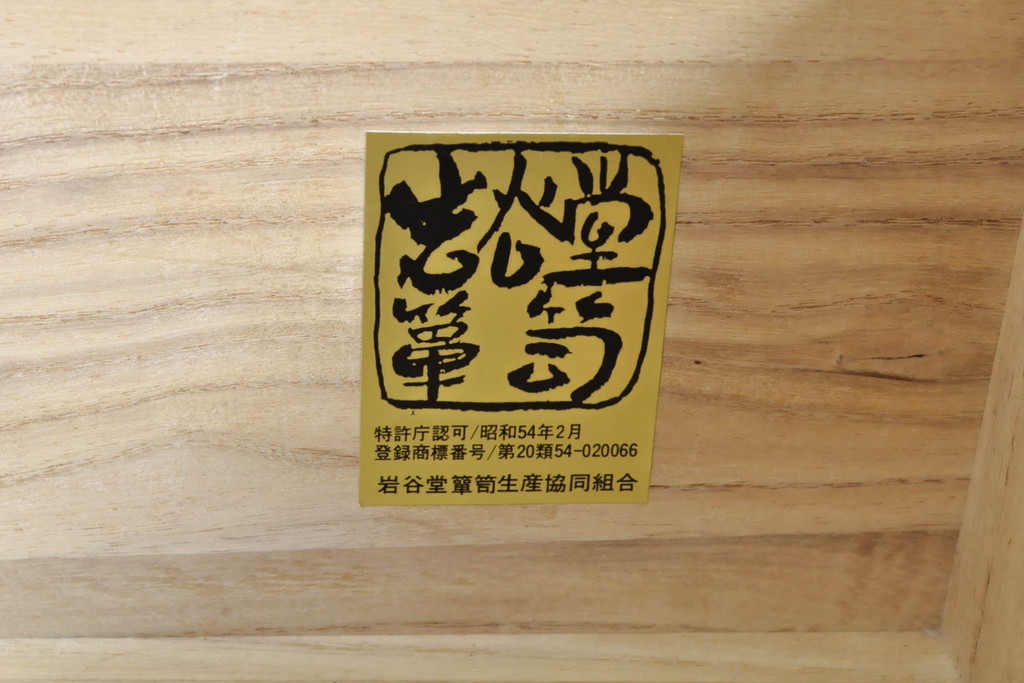 岩谷堂
簞笥
特許庁認可/昭和54年2月
登録商標番号/第20類54-020066
岩谷堂簞笥生産協同組合